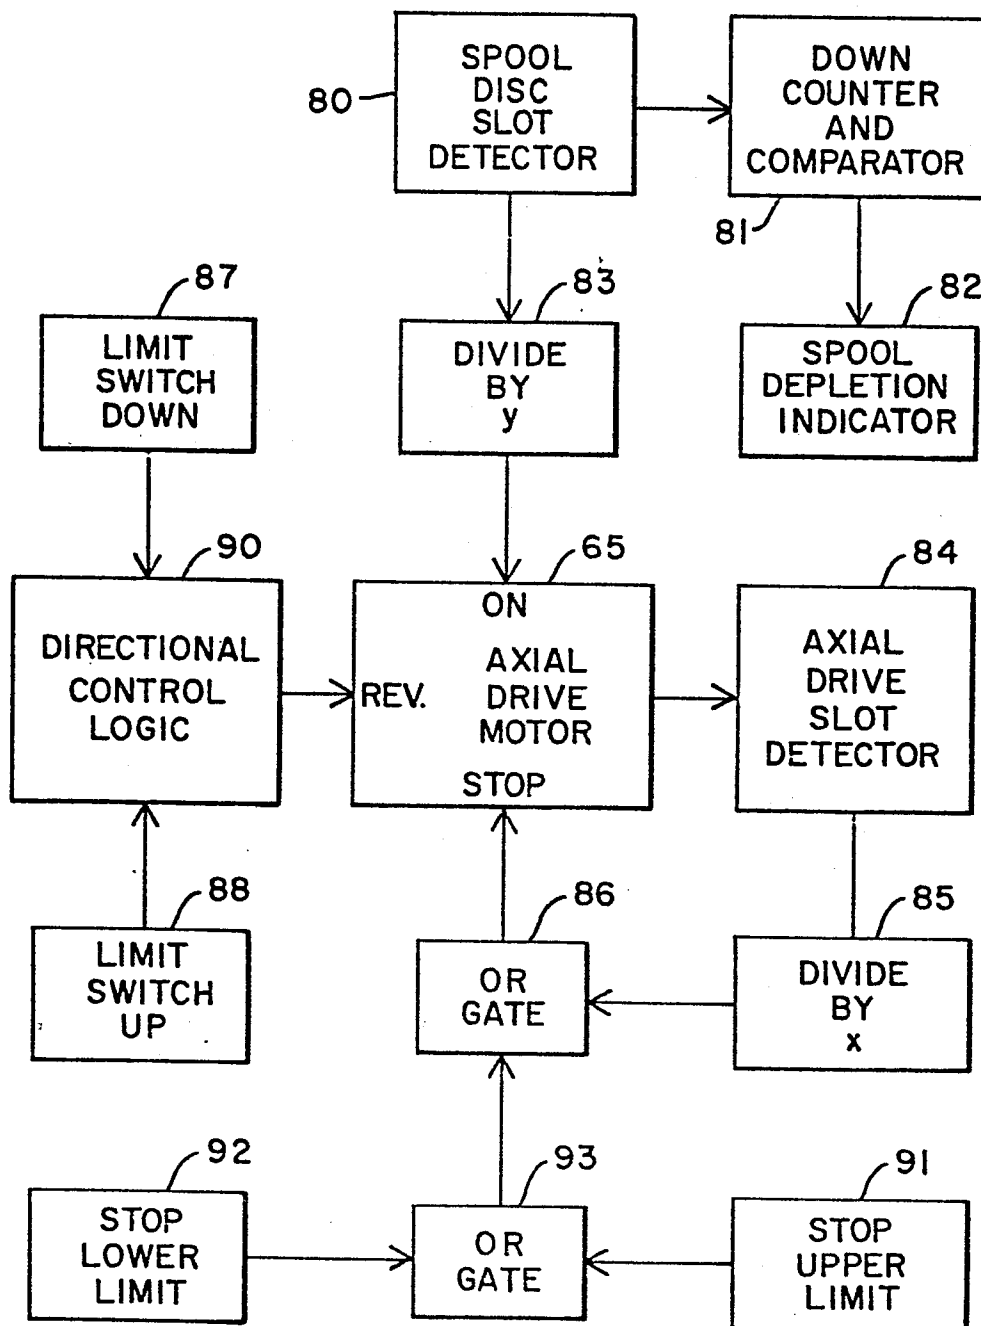 80
SPOOL
DISC
SLOT
DETECTOR
DOWN
COUNTER
AND
COMPARATOR
81
87
LIMIT
SWITCH
DOWN
83
DIVIDE
BY
y
82
SPOOL
DEPLETION
INDICATOR
90
DIRECTIONAL
CONTROL
LOGIC
65
ON
REV.
AXIAL
DRIVE
MOTOR
STOP
84
AXIAL
DRIVE
SLOT
DETECTOR
88
LIMIT
SWITCH
UP
86
OR
GATE
85
DIVIDE
BY
x
92
STOP
LOWER
LIMIT
93
OR
GATE
91
STOP
UPPER
LIMIT